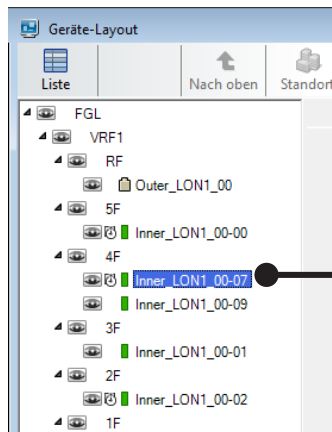 Geräte-Layout
Liste Nach oben Standort
FGL
VRF1
RF
Outer_LON1_00
5F
Inner_LON1_00-00
4F
Inner_LON1_00-07
Inner_LON1_00-09
3F
Inner_LON1_00-01
2F
Inner_LON1_00-02
1F